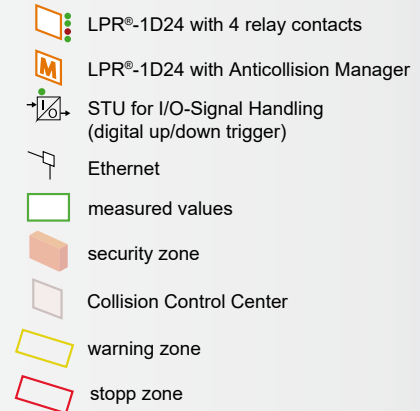 LPR®-1D24 with 4 relay contacts
M LPR®-1D24 with Anticollision Manager
I/O STU for I/O-Signal Handling
(digital up/down trigger)
Ethernet
measured values
security zone
Collision Control Center
warning zone
stopp zone